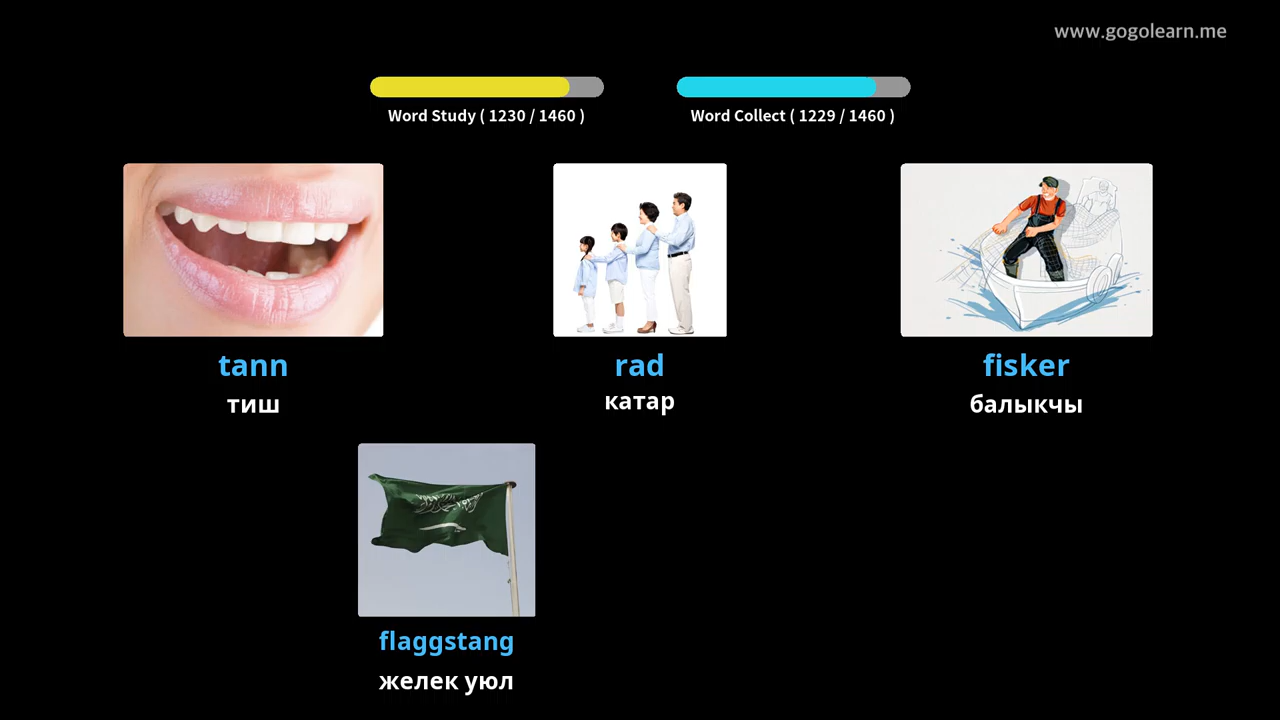 www.gogolearn.me
Word Study ( 1230 / 1460 )
Word Collect ( 1229 / 1460 )
tann
тиш
rad
катар
fisker
балыкчы
flaggstang
желек уюл